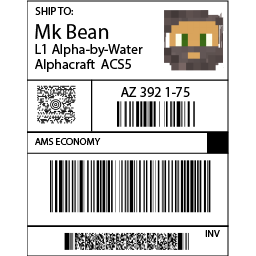 SHIP TO:
Mk Bean
L1 Alpha-by-Water
Alphacraft ACS5
AZ 392 1-75
AMS ECONOMY
INV